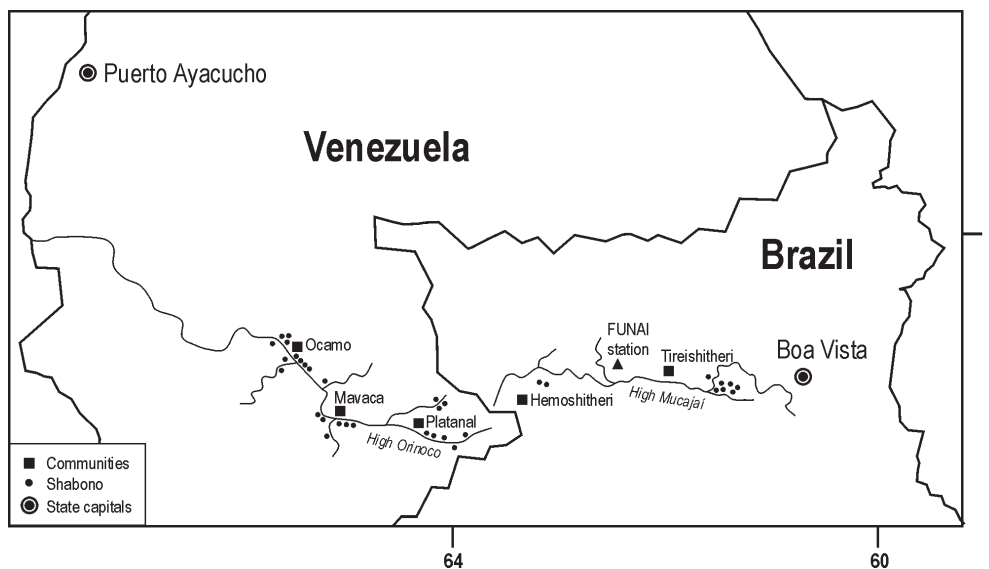 Puerto Ayacucho
Venezuela
Brazil
FUNAI
station
Ocamo
Tireishitheri
Boa Vista
Mavaca
Hemoshitheri
High Mucajaí
Platanal
High Orinoco
Communities
Shabono
State capitals
64
60